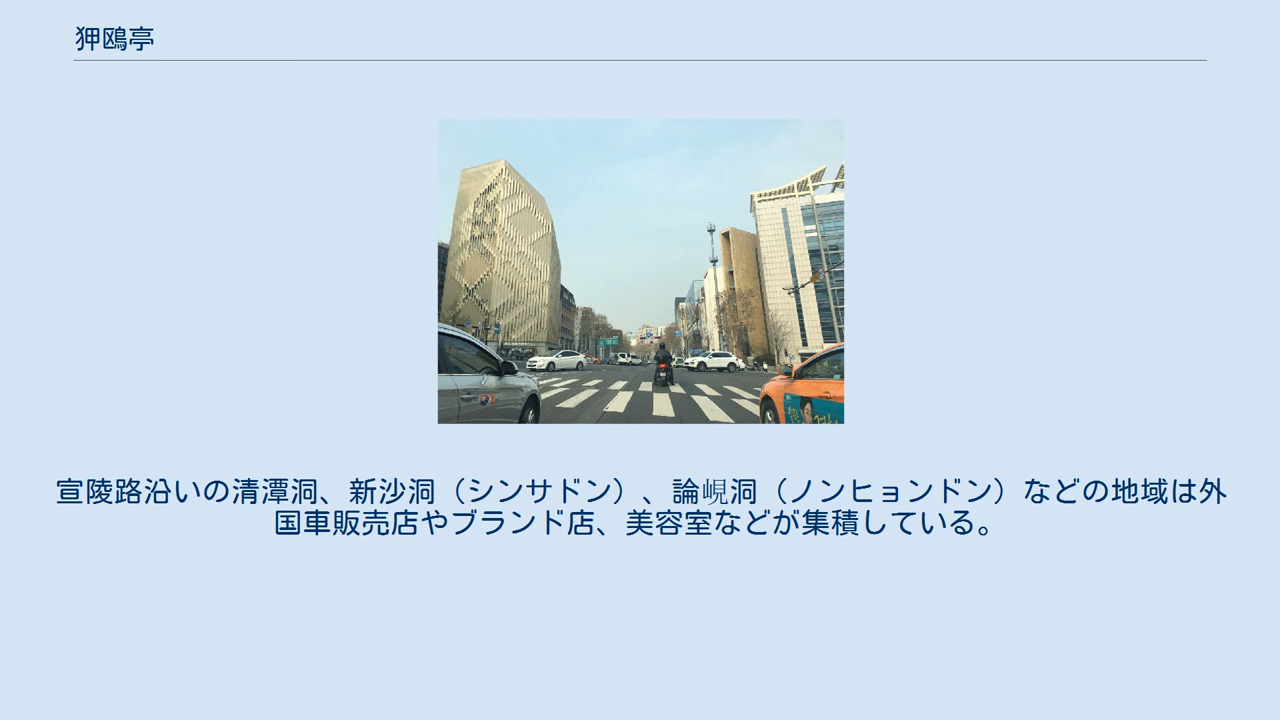 狎鴎亭
宣陵路沿いの清潭洞、新沙洞（シンサドン）、論峴洞（ノンヒョンドン）などの地域は外
国車販売店やブランド店、美容室などが集積している。